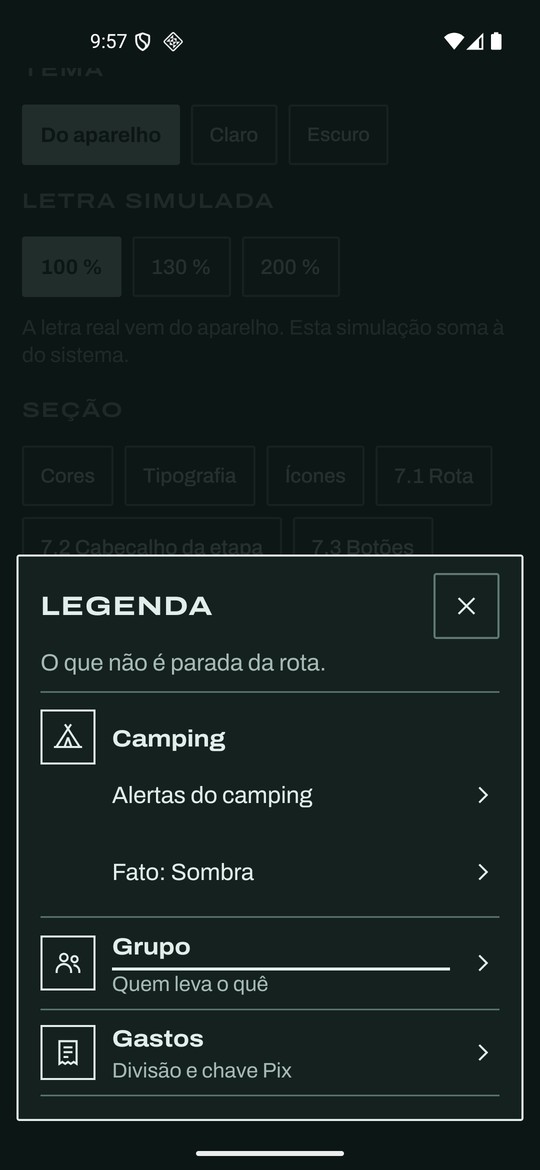 9:57
TEMA
Do aparelho
Claro
Escuro
LETRA SIMULADA
100 %
130 %
200 %
A letra real vem do aparelho. Esta simulação soma à
do sistema.
SEÇÃO
Cores
Tipografia
Ícones
7.1 Rota
7.2 Cabeçalho da etapa
7.3 Botões
LEGENDA
O que não é parada da rota.
Camping
Alertas do camping
Fato: Sombra
Grupo
Quem leva o quê
Gastos
Divisão e chave Pix